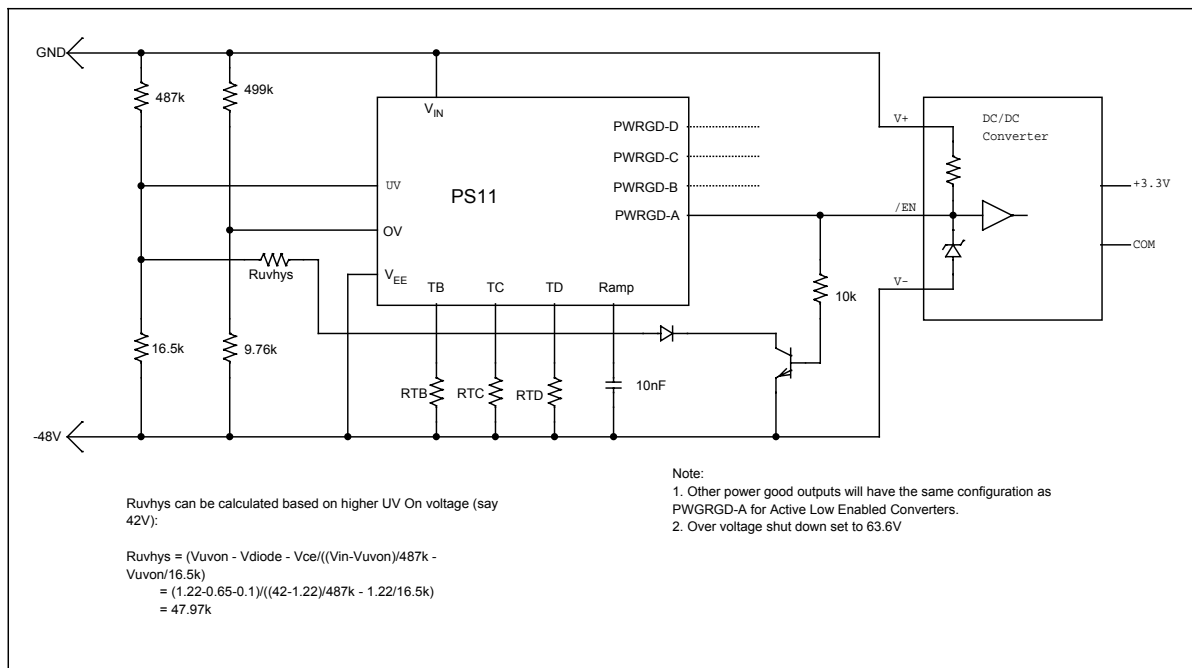 GND
487k
499k
VIN
PWRGD-D
PWRGD-C
PWRGD-B
PWRGD-A
UV
OV
VEE
PS11
TB
TC
TD
Ramp
V+
DC/DC
Converter
/EN
V-
+3.3V
COM
Ruvhys
10k
16.5k
9.76k
RTB
RTC
RTD
10nF
-48V
Ruvhys can be calculated based on higher UV On voltage (say
42V):
Ruvhys = (Vuvon - Vdiode - Vce/((Vin-Vuvon)/487k -
Vuvon/16.5k)
= (1.22-0.65-0.1)/((42-1.22)/487k - 1.22/16.5k)
= 47.97k
Note:
1. Other power good outputs will have the same configuration as
PWGRGD-A for Active Low Enabled Converters.
2. Over voltage shut down set to 63.6V